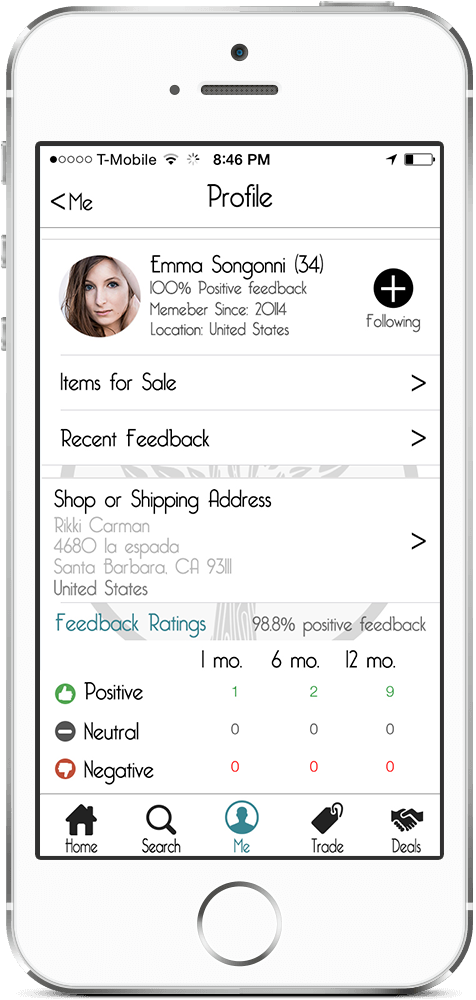 T-Mobile 8:46 PM
<Me Profile
Emma Songonni (34)
100% Positive feedback
Memeber Since: 20114
Location: United States
Following
Items for Sale >
Recent Feedback >
Shop or Shipping Address
Rikki Carman
4680 la espada
Santa Barbara, CA 93111
United States
>
Feedback Ratings 98.8% positive feedback
1 mo. 6 mo. 12 mo.
Positive 1 2 9
Neutral 0 0 0
Negative 0 0 0
Home Search Me Trade Deals